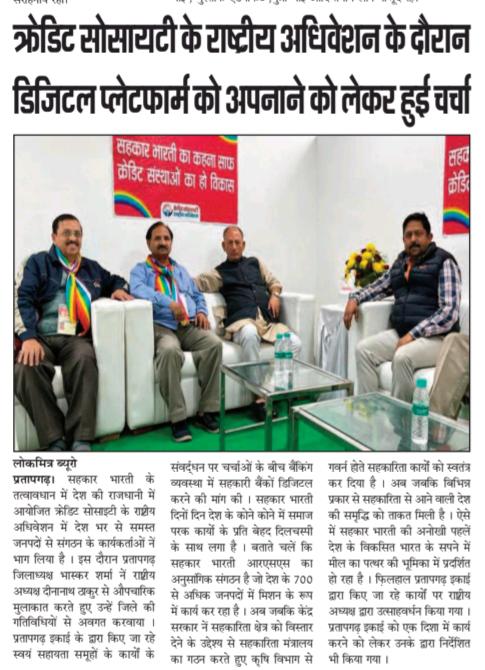 क्रेडिट सोसायटी के राष्ट्रीय अधिवेशन के दौरान
डिजिटल प्लेटफार्म को अपनाने को लेकर हुई चर्चा
सहकार भारती का कहना साफ
क्रेडिट संस्थाओं का हो विकास
सहक
क्रेडि
लोकमित्र ब्यूरो
प्रतापगढ़। सहकार भारती के
तत्वावधान में देश की राजधानी में
आयोजित क्रेडिट सोसाइटी के राष्ट्रीय
अधिवेशन में देश भर से समस्त
जनपदों से संगठन के कार्यकर्ताओं नें
भाग लिया है । इस दौरान प्रतापगढ़
जिलाध्यक्ष भास्कर शर्मा नें राष्ट्रीय
अध्यक्ष दीनानाथ ठाकुर से औपचारिक
मुलाकात करते हुए उन्हें जिले की
गतिविधियों से अवगत करवाया ।
प्रतापगढ़ इकाई के द्वारा किए जा रहे
स्वयं सहायता समूहों के कार्यों के
संवर्द्धन पर चर्चाओं के बीच बैंकिंग
व्यवस्था में सहकारी बैंकों डिजिटल
करने की मांग की । सहकार भारती
दिनों दिन देश के कोने कोने में समाज
परक कार्यो के प्रति बेहद दिलचस्पी
के साथ लगा है । बताते चलें कि
सहकार भारती आरएसएस का
अनुसांगिक संगठन है जो देश के 700
से अधिक जनपदों में मिशन के रूप
में कार्य कर रहा है । अब जबकि केंद्र
सरकार नें सहकारिता क्षेत्र को विस्तार
देने के उद्देश्य से सहकारिता मंत्रालय
का गठन करते हुए कृषि विभाग से
गवर्न होते सहकारिता कार्यों को स्वतंत्र
कर दिया है । अब जबकि विभिन्न
प्रकार से सहकारिता से आने वाली देश
की समृद्धि को ताकत मिली है । ऐसे
में सहकार भारती की अनोखी पहलें
देश के विकसित भारत के सपने में
मील का पत्थर की भूमिका में प्रदर्शित
हो रहा है । फ़िलहाल प्रतापगढ़ इकाई
द्वारा किए जा रहे कार्यों पर राष्ट्रीय
अध्यक्ष द्वारा उत्साहवर्धन किया गया ।
प्रतापगढ़ इकाई को एक दिशा में कार्य
करने को लेकर उनके द्वारा निर्देशित
भी किया गया ।